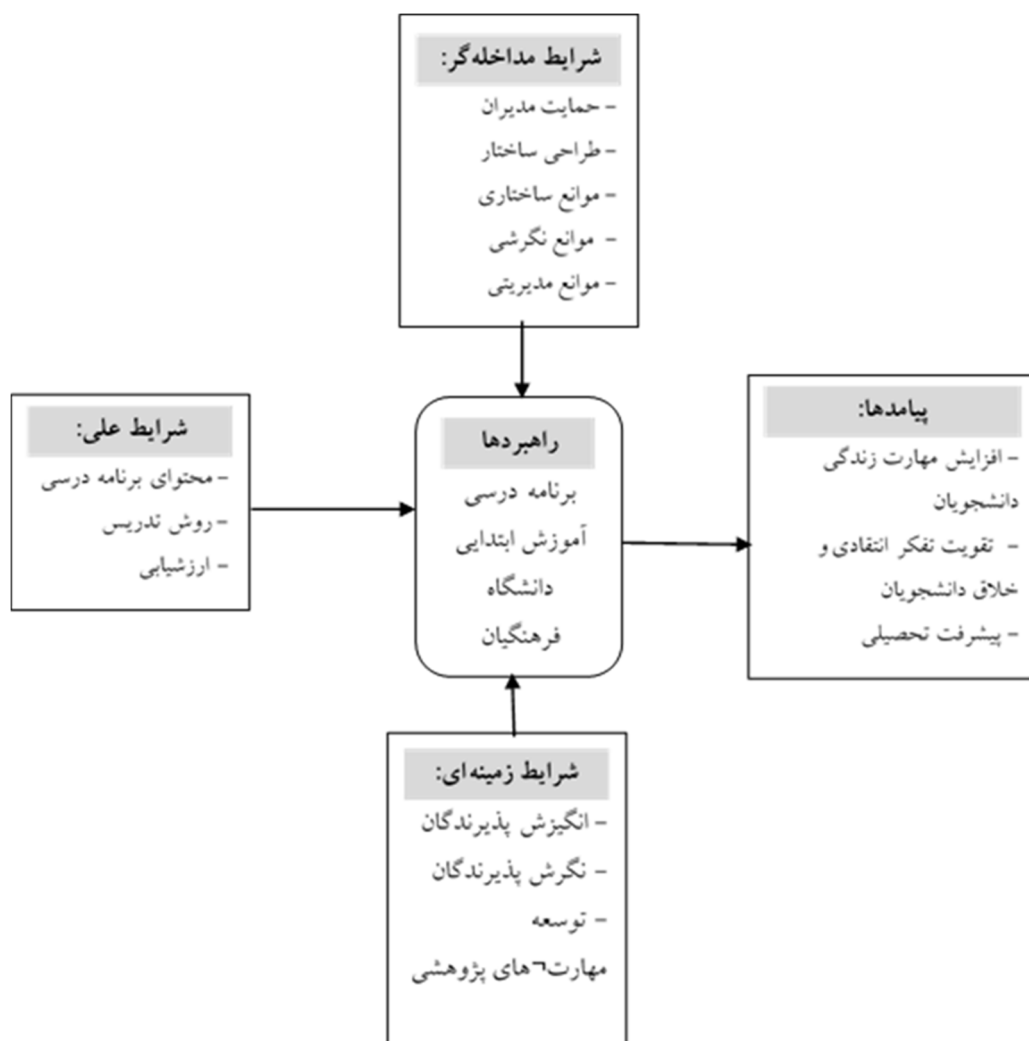 شرایط مداخله‌گر:
– حمایت مدیران
– طراحی ساختار
– موانع ساختاری
– موانع نگرشی
– موانع مدیریتی
پیامدها:
– افزایش مهارت زندگی
دانشجویان
– تقویت تفکر انتقادی و
خلاق دانشجویان
– پیشرفت تحصیلی
راهبردها
برنامه درسی
آموزش ابتدایی
دانشگاه
فرهنگیان
شرایط علی:
– محتوای برنامه درسی
– روش تدریس
– ارزشیابی
شرایط زمینه‌ای:
– انگیزش پذیرندگان
– نگرش پذیرندگان
– توسعه
مهارت¬های پژوهشی